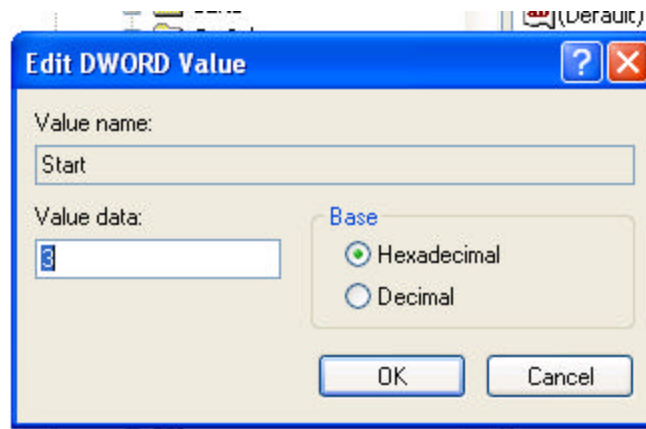 (Default)
Edit DWORD Value
Value name:
Start
Value data:
3
Base
Hexadecimal
Decimal
OK
Cancel